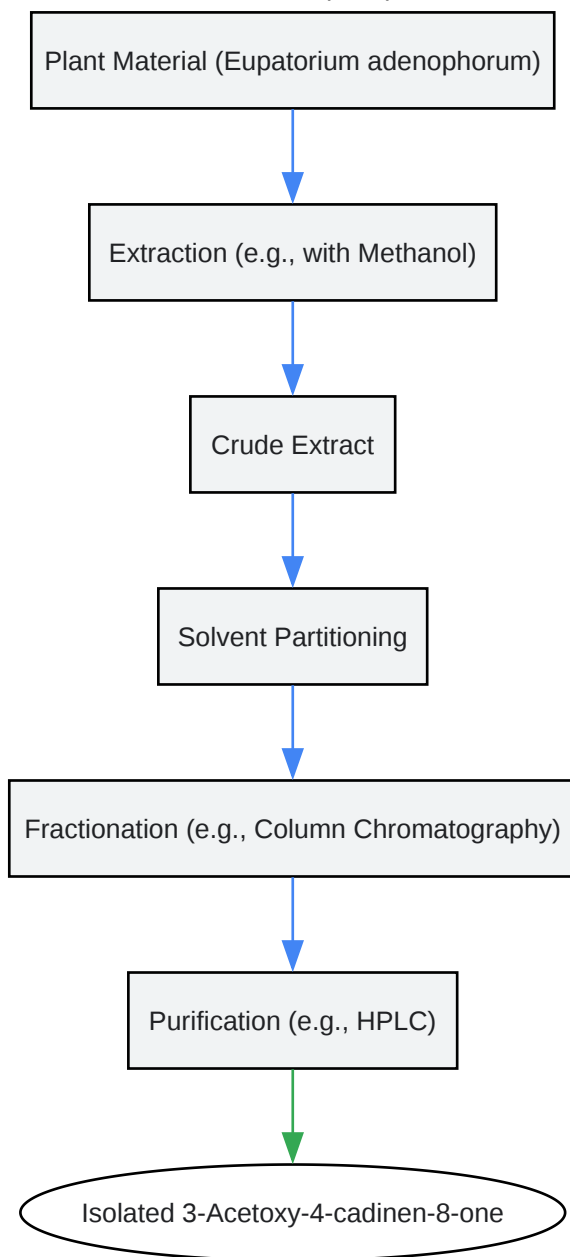 Plant Material (Eupatorium adenophorum)
Extraction (e.g., with Methanol)
Crude Extract
Solvent Partitioning
Fractionation (e.g., Column Chromatography)
Purification (e.g., HPLC)
Isolated 3-Acetoxy-4-cadinen-8-one